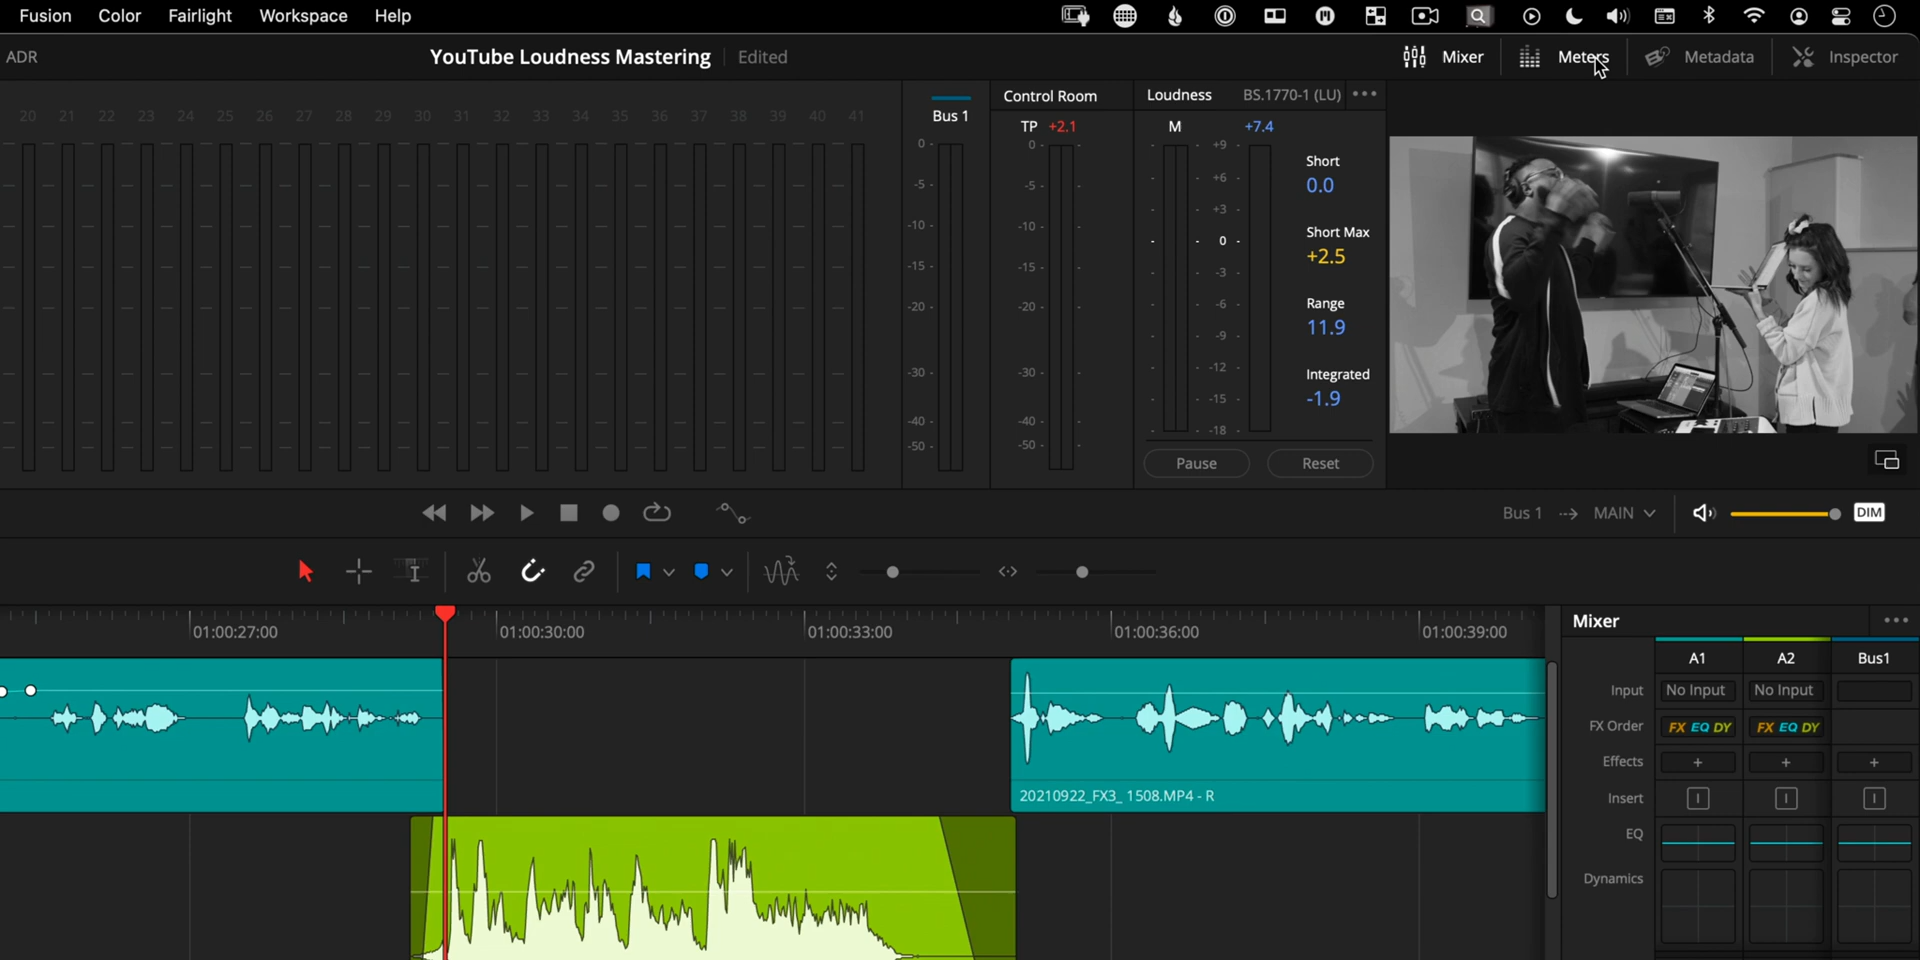 Fusion Color Fairlight Workspace Help
ADR YouTube Loudness Mastering Edited Mixer Meters Metadata Inspector
20 21 22 23 24 25 26 27 28 29 30 31 32 33 34 35 36 37 38 39 40 41
Bus 1
0
-5
-10
-15
-20
-30
-40
-50
Control Room
TP +2.1
0
-5
-10
-15
-20
-30
-40
-50
Loudness BS.1770-1 (LU)
M +7.4
+9
+6
+3
0
-3
-6
-9
-12
-15
-18
Short
0.0
Short Max
+2.5
Range
11.9
Integrated
-1.9
Pause Reset
Bus 1 MAIN DIM
01:00:27:00 01:00:30:00 01:00:33:00 01:00:36:00 01:00:39:00
20210922_FX3_ 1508.MP4 - R
Mixer
A1 A2 Bus1
Input No Input No Input
FX Order FX EQ DY FX EQ DY
Effects + + +
Insert I I I
EQ
Dynamics